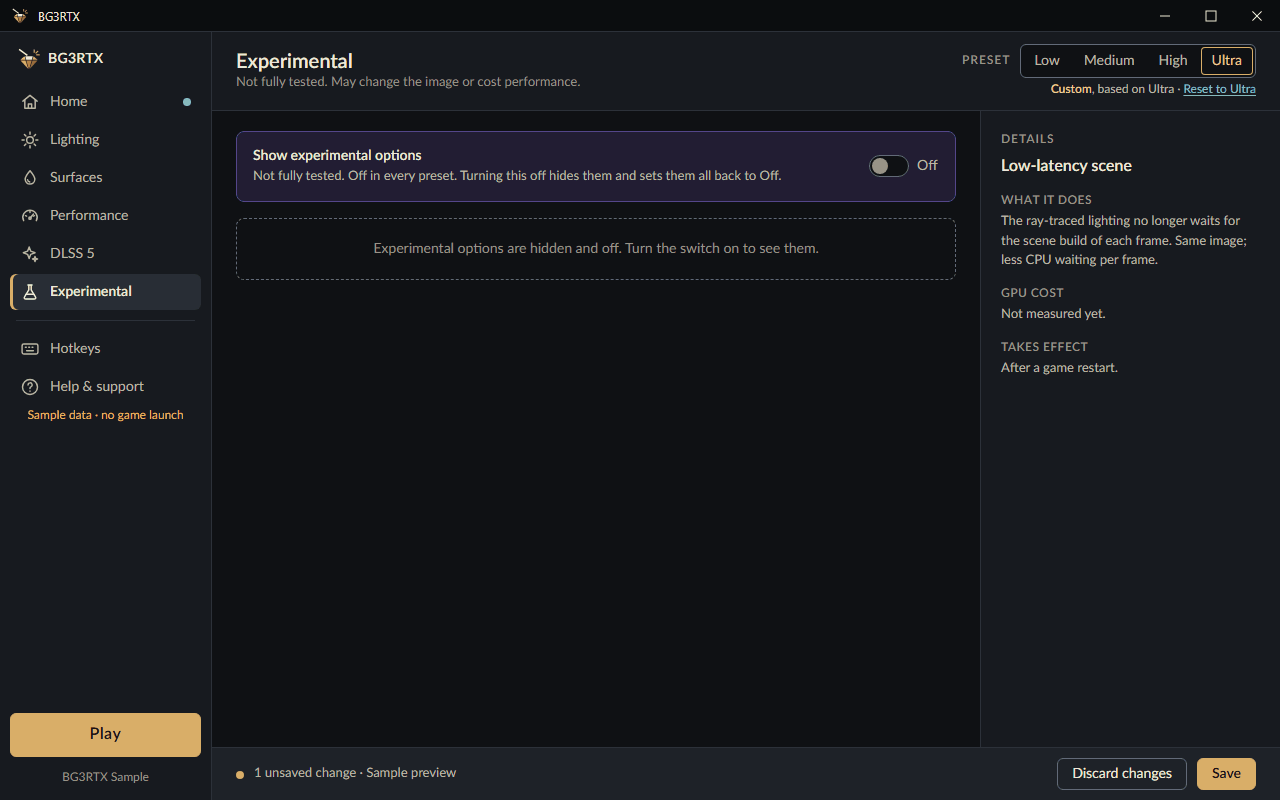 BG3RTX
BG3RTX
Home
Lighting
Surfaces
Performance
DLSS 5
Experimental
Hotkeys
Help & support
Sample data · no game launch
Play
BG3RTX Sample
Experimental
Not fully tested. May change the image or cost performance.
PRESET
Low
Medium
High
Ultra
Custom, based on Ultra · Reset to Ultra
Show experimental options
Not fully tested. Off in every preset. Turning this off hides them and sets them all back to Off.
Off
Experimental options are hidden and off. Turn the switch on to see them.
DETAILS
Low-latency scene
WHAT IT DOES
The ray-traced lighting no longer waits for
the scene build of each frame. Same image;
less CPU waiting per frame.
GPU COST
Not measured yet.
TAKES EFFECT
After a game restart.
1 unsaved change · Sample preview
Discard changes
Save